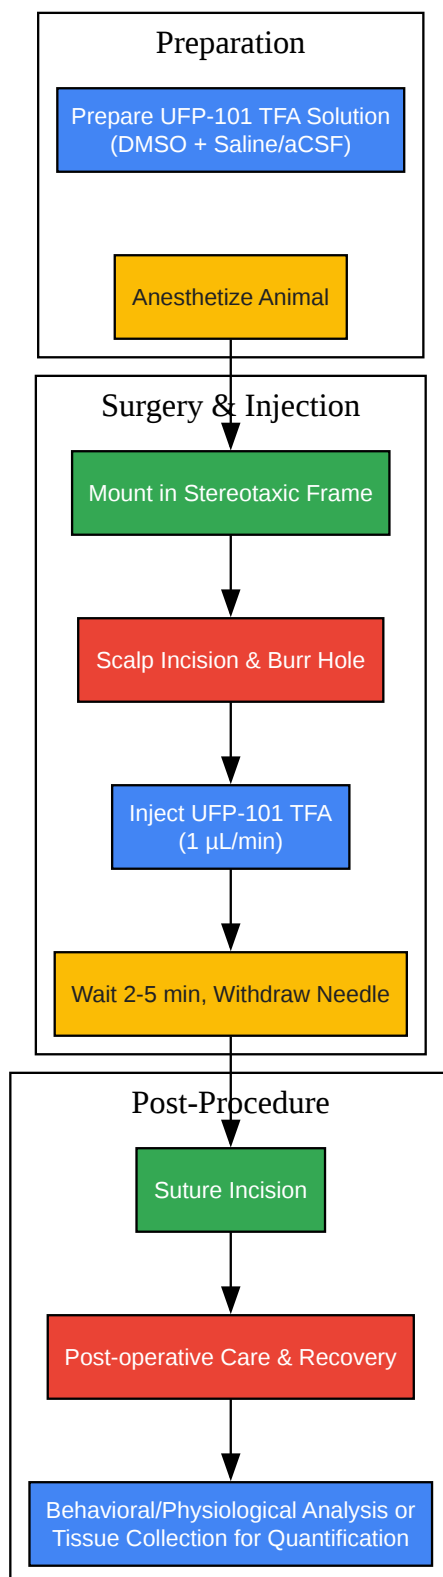 Preparation
Prepare UFP-101 TFA Solution
(DMSO + Saline/aCSF)
Anesthetize Animal
Surgery & Injection
Mount in Stereotaxic Frame
Scalp Incision & Burr Hole
Inject UFP-101 TFA
(1 µL/min)
Wait 2-5 min, Withdraw Needle
Post-Procedure
Suture Incision
Post-operative Care & Recovery
Behavioral/Physiological Analysis or
Tissue Collection for Quantification